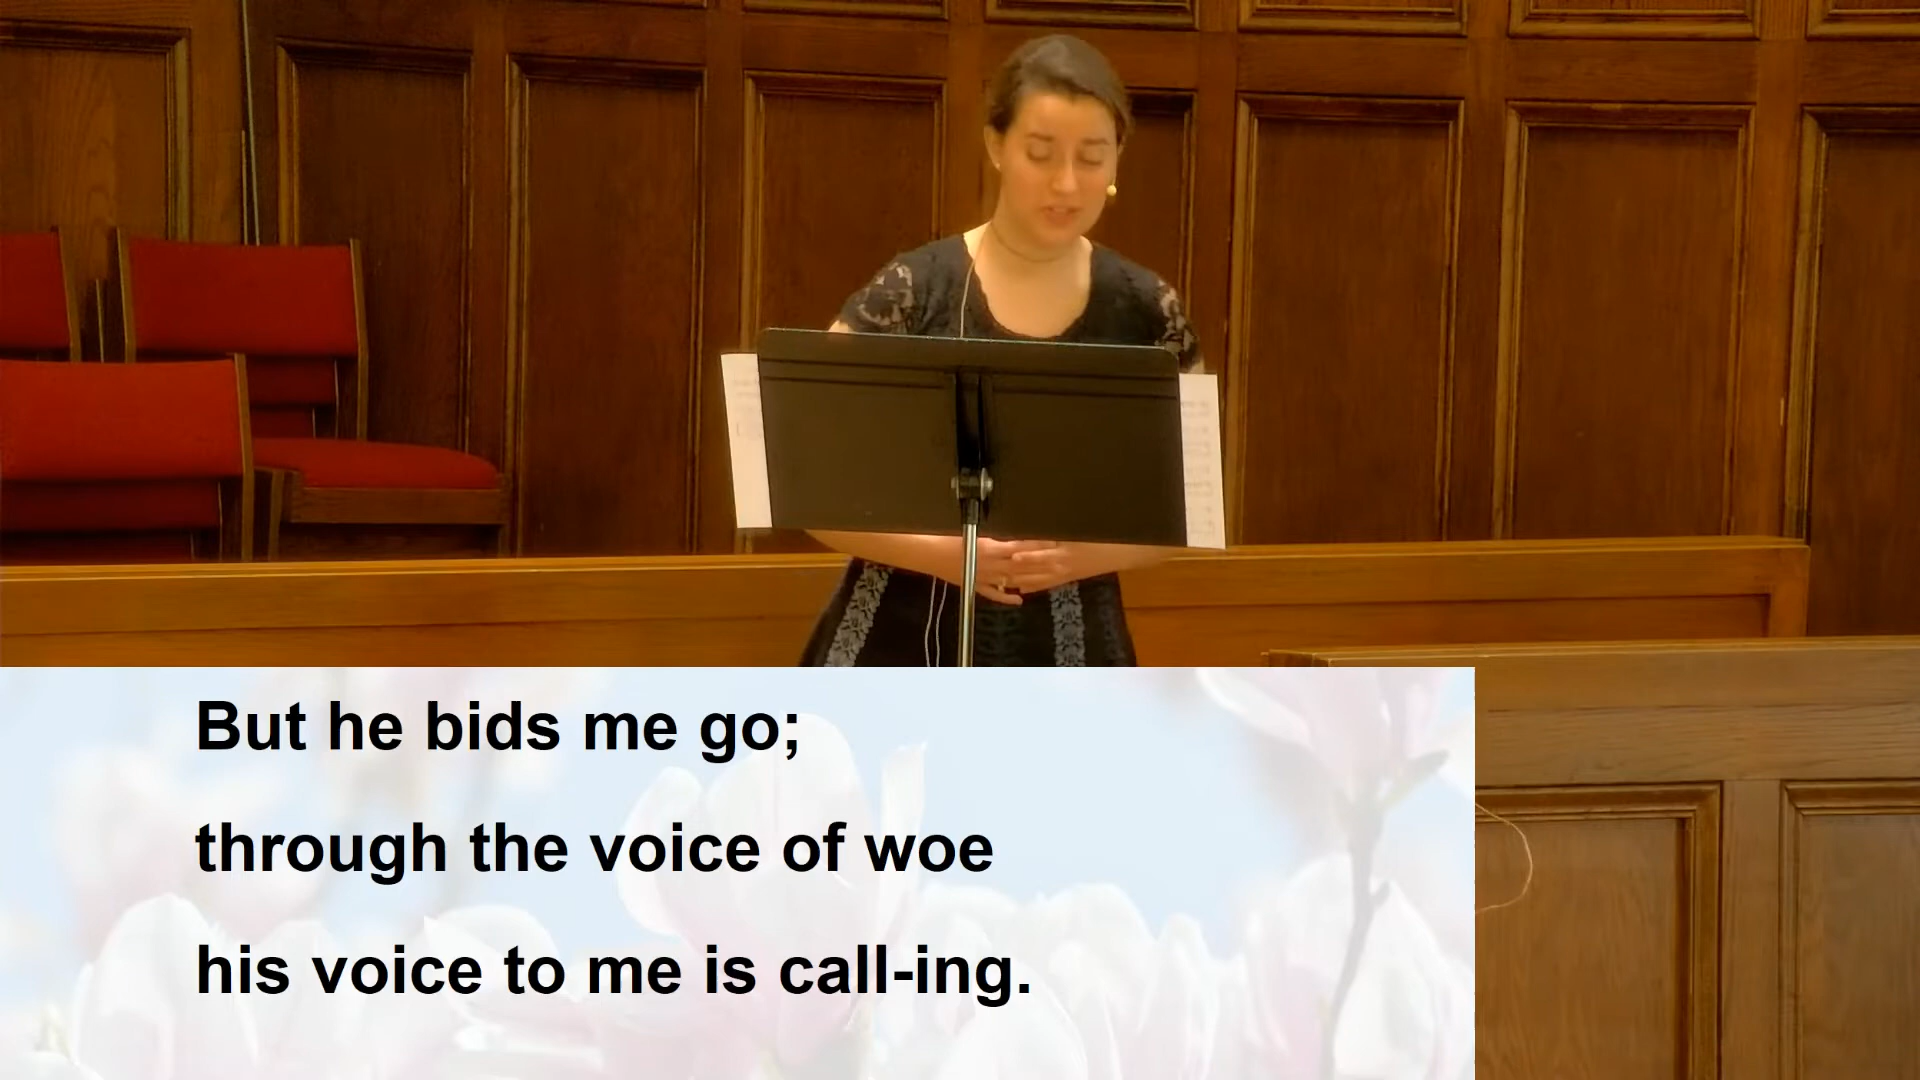 But he bids me go;
through the voice of woe
his voice to me is call-ing.